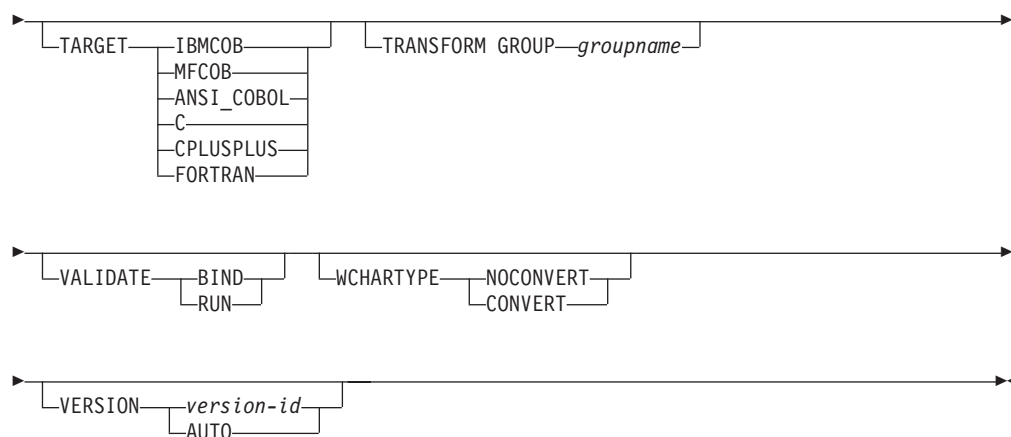 TARGET IBMCOB TRANSFORM GROUP groupname
MFCOB
ANSI_COBOL
C
CPLUSPLUS
FORTRAN
VALIDATE BIND WCHARTYPE NOCONVERT
RUN CONVERT
VERSION version-id
AUTO